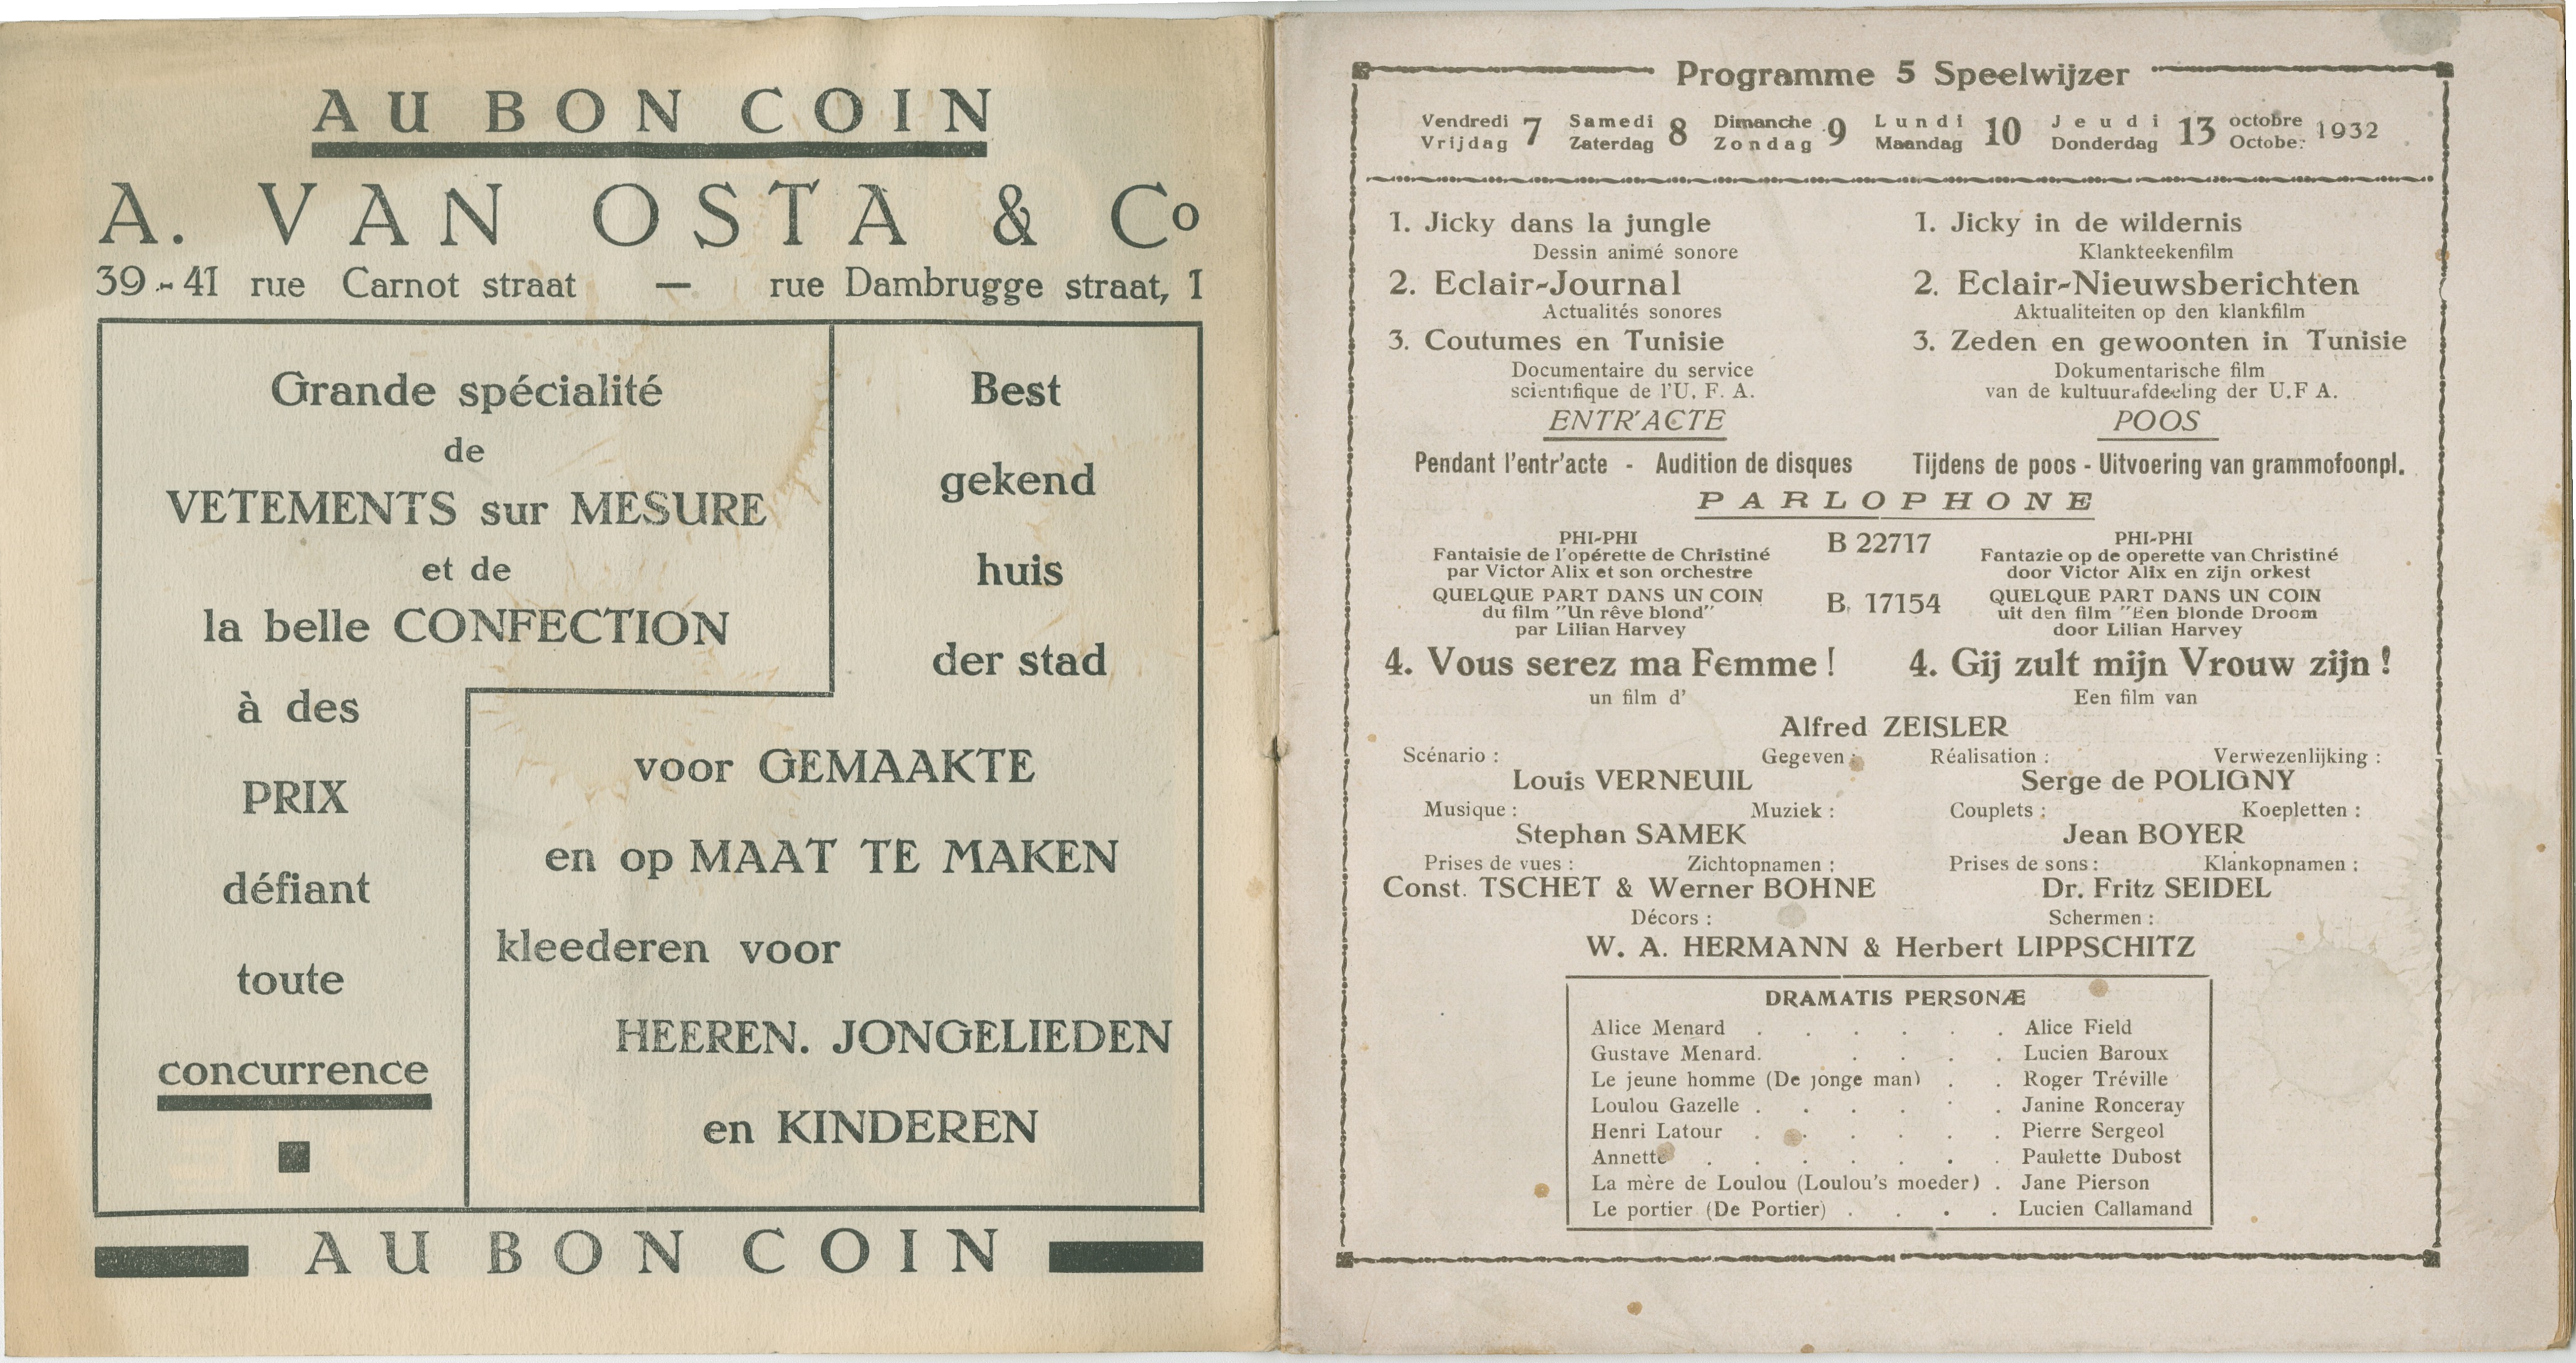 AU BON COIN
A. VAN OSTA & Co
39-41 rue Carnot straat — rue Dambrugge straat, 1
Grande spécialité
de
VETEMENTS sur MESURE
et de
la belle CONFECTION
à des
PRIX
défiant
toute
concurrence
Best
gekend
huis
der stad
voor GEMAAKTE
en op MAAT TE MAKEN
kleederen voor
HEEREN. JONGELIEDEN
en KINDEREN
AU BON COIN
Programme 5 Speelwijzer
Vendredi 7 Samedi 8 Dimanche 9 Lundi 10 Jeudi 13 octobre 1932
Vrijdag Zaterdag Zondag Maandag Donderdag Octobe:
1. Jicky dans la jungle
Dessin animé sonore
2. Eclair-Journal
Actualités sonores
3. Coutumes en Tunisie
Documentaire du service
scientifique de l'U. F. A.
ENTR'ACTE
Pendant l'entr'acte - Audition de disques
1. Jicky in de wildernis
Klankteekenfilm
2. Eclair-Nieuwsberichten
Aktualiteiten op den klankfilm
3. Zeden en gewoonten in Tunisie
Dokumentarische film
van de kultuurafdeeling der U.F A.
POOS
Tijdens de poos - Uitvoering van grammofoonpl.
PARLOPHONE
PHI-PHI
Fantaisie de l'opérette de Christiné
par Victor Alix et son orchestre
B 22717
PHI-PHI
Fantazie op de operette van Christiné
door Victor Alix en zijn orkest
QUELQUE PART DANS UN COIN
du film "Un rêve blond"
par Lilian Harvey
B. 17154
QUELQUE PART DANS UN COIN
uit den film "Een blonde Droom
door Lilian Harvey
4. Vous serez ma Femme ! 4. Gij zult mijn Vrouw zijn !
un film d' Een film van
Alfred ZEISLER
Scénario : Gegeven : Réalisation : Verwezenlijking :
Louis VERNEUIL Serge de POLIGNY
Musique : Muziek : Couplets : Koepletten :
Stephan SAMEK Jean BOYER
Prises de vues : Zichtopnamen : Prises de sons : Klankopnamen :
Const. TSCHET & Werner BOHNE Dr. Fritz SEIDEL
Décors : Schermen :
W. A. HERMANN & Herbert LIPPSCHITZ
DRAMATIS PERSONÆ
Alice Menard . . . . . . Alice Field
Gustave Menard. . . . . Lucien Baroux
Le jeune homme (De jonge man) . . Roger Tréville
Loulou Gazelle . . . . . . Janine Ronceray
Henri Latour . . . . . . Pierre Sergeol
Annette . . . . . . . Paulette Dubost
La mère de Loulou (Loulou's moeder) . Jane Pierson
Le portier (De Portier) . . . . Lucien Callamand